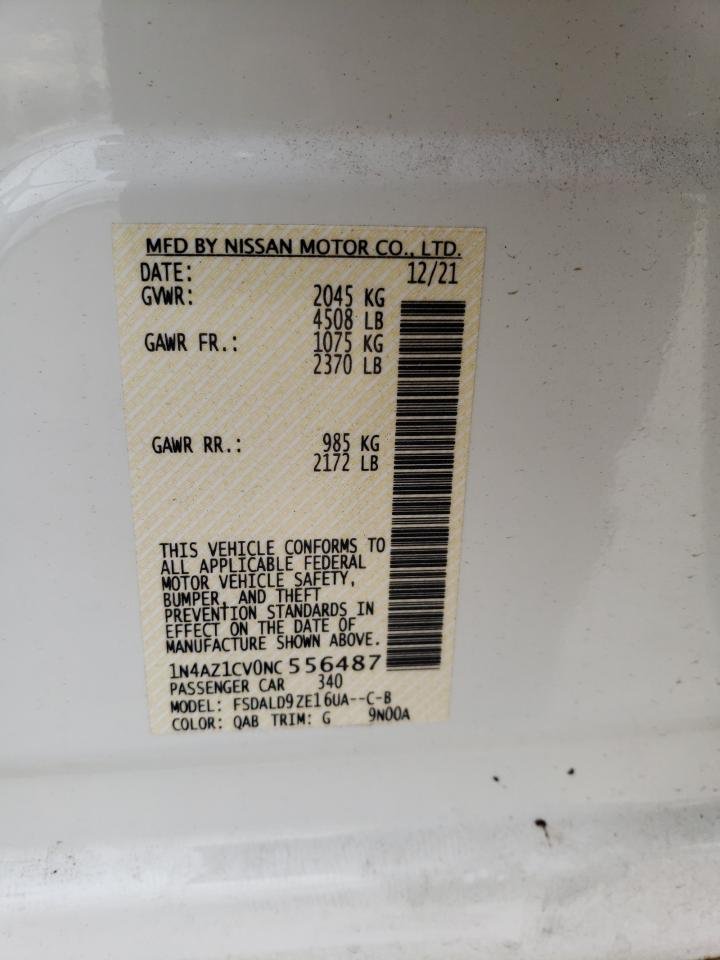 MFD BY NISSAN MOTOR CO., LTD.
DATE: 12/21
GVWR: 2045 KG
4508 LB
GAWR FR.: 1075 KG
2370 LB
GAWR RR.: 985 KG
2172 LB
THIS VEHICLE CONFORMS TO
ALL APPLICABLE FEDERAL
MOTOR VEHICLE SAFETY,
BUMPER, AND THEFT
PREVENTION STANDARDS IN
EFFECT ON THE DATE OF
MANUFACTURE SHOWN ABOVE.
1N4AZ1CV0NC556487
PASSENGER CAR 340
MODEL: FSDALD9ZE16UA--C-B
COLOR: QAB TRIM: G 9N00A